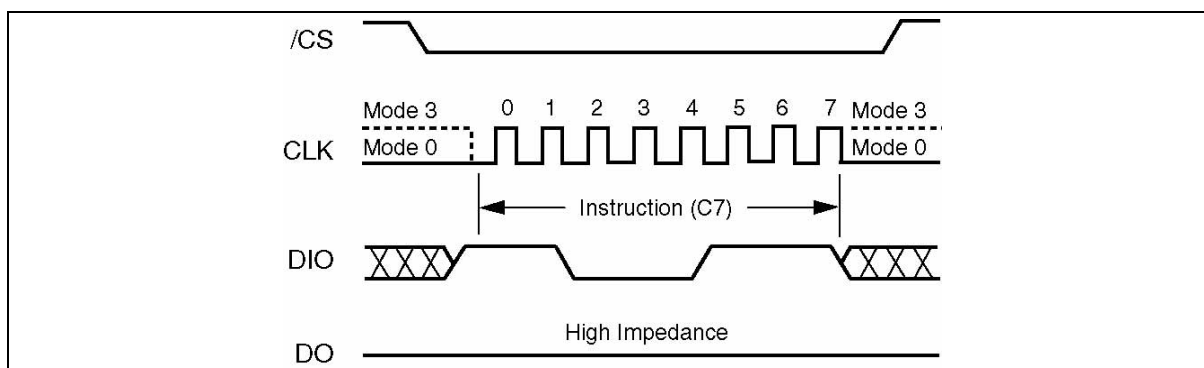 /CS
Mode 3 0 1 2 3 4 5 6 7 Mode 3
CLK Mode 0 Mode 0
Instruction (C7)
DIO
High Impedance
DO